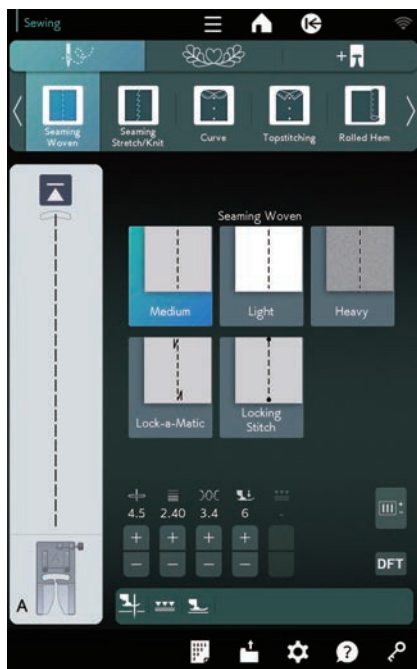 Sewing
Seaming
Woven
Seaming
Stretch/Knit
Curve
Topstitching
Rolled Hem
Seaming Woven
Medium
Light
Heavy
Lock-a-Matic
Locking
Stitch
4.5 2.40 3.4 6 -
+ + + +
- - - -
DFT
A